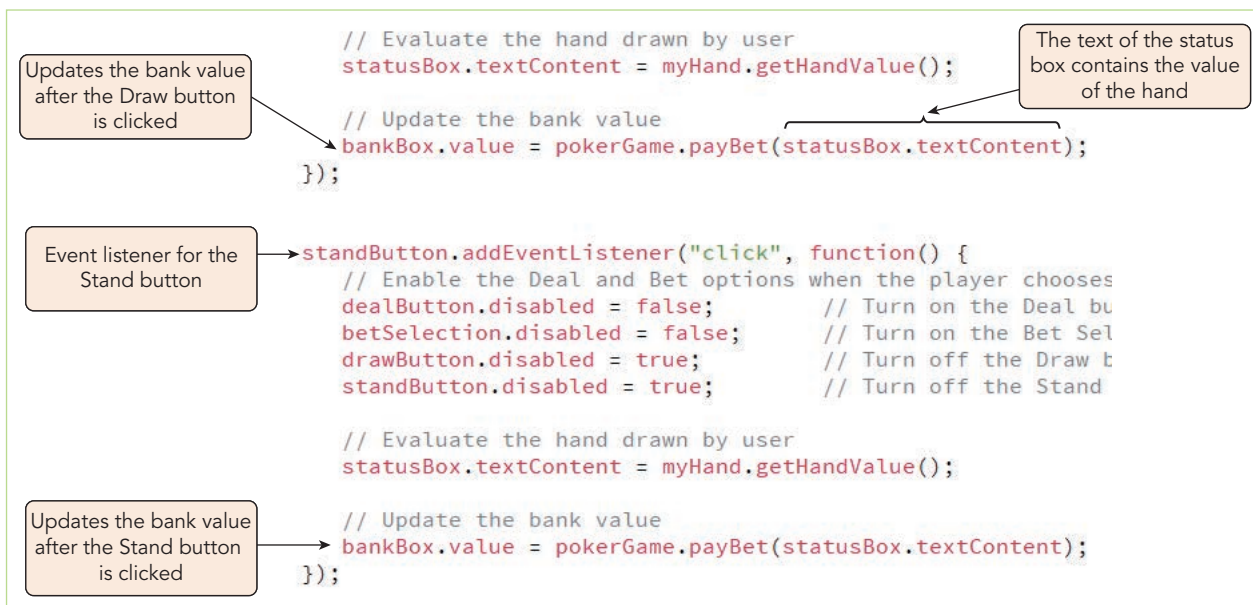 // Evaluate the hand drawn by user
statusBox.textContent = myHand.getHandValue();
The text of the status
box contains the value
of the hand
Updates the bank value
after the Draw button
is clicked
// Update the bank value
bankBox.value = pokerGame.payBet(statusBox.textContent);
});
Event listener for the
Stand button
standButton.addEventListener("click", function() {
// Enable the Deal and Bet options when the player chooses
dealButton.disabled = false; // Turn on the Deal bu
betSelection.disabled = false; // Turn on the Bet Sel
drawButton.disabled = true; // Turn off the Draw b
standButton.disabled = true; // Turn off the Stand
// Evaluate the hand drawn by user
statusBox.textContent = myHand.getHandValue();
Updates the bank value
after the Stand button
is clicked
// Update the bank value
bankBox.value = pokerGame.payBet(statusBox.textContent);
});